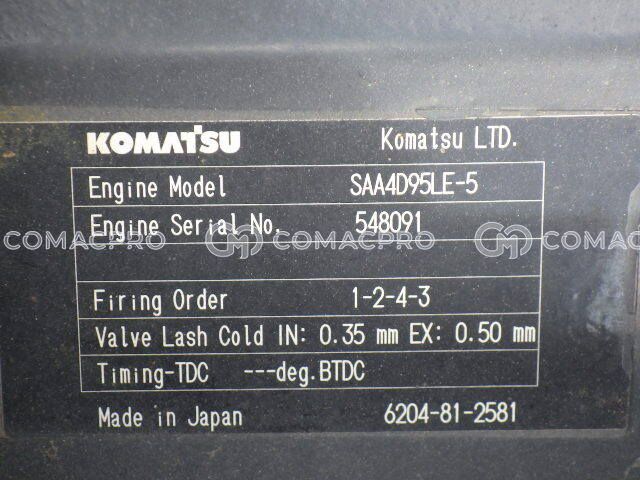 KOMATSU Komatsu LTD.
Engine Model SAA4D95LE-5
Engine Serial No. 548091
COMACPRO CM COMACPRO CM COMACPRO
Firing Order 1-2-4-3
Valve Lash Cold IN: 0.35 mm EX: 0.50 mm
Timing-TDC ---deg.BTDC
Made in Japan 6204-81-2581